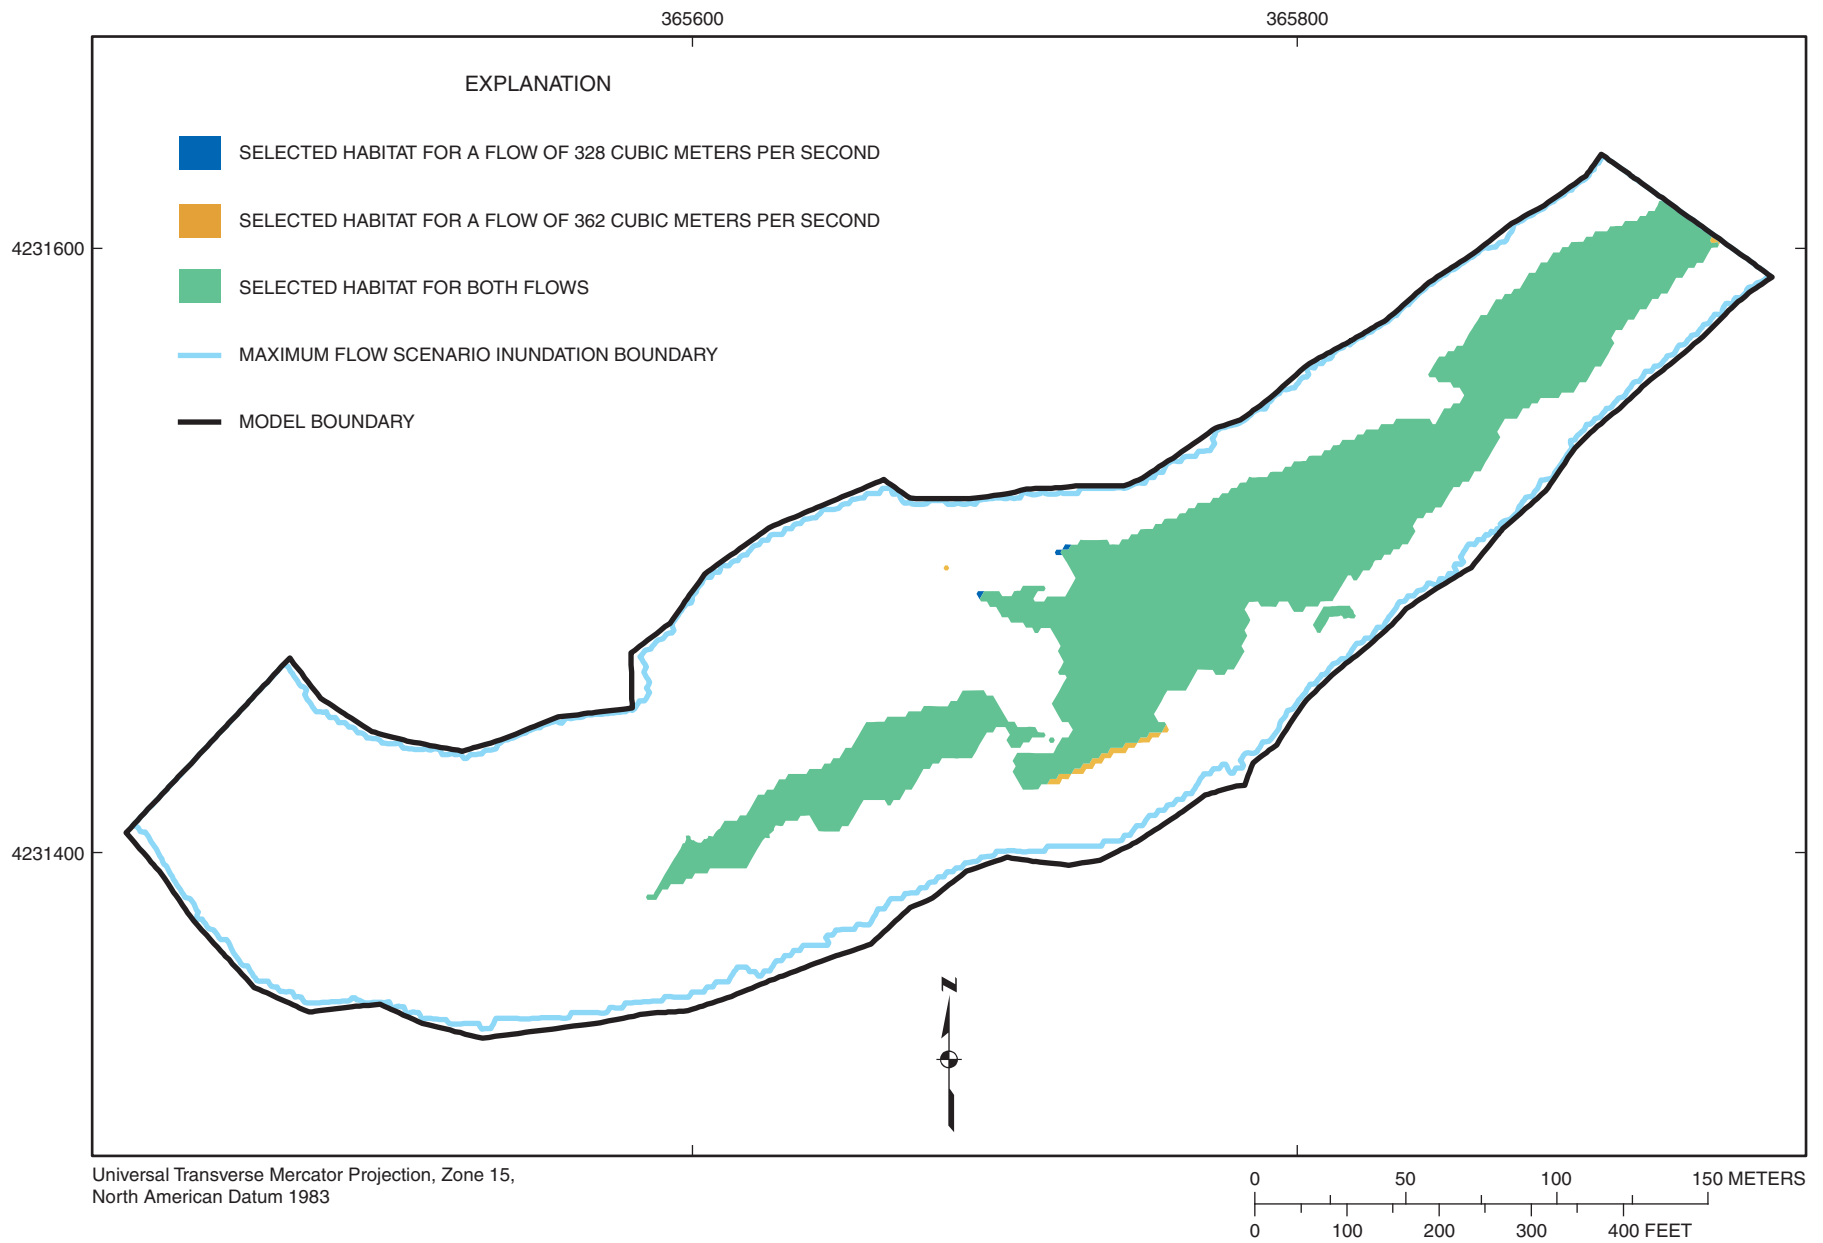 365600
365800
EXPLANATION
SELECTED HABITAT FOR A FLOW OF 328 CUBIC METERS PER SECOND
SELECTED HABITAT FOR A FLOW OF 362 CUBIC METERS PER SECOND
4231600
SELECTED HABITAT FOR BOTH FLOWS
MAXIMUM FLOW SCENARIO INUNDATION BOUNDARY
MODEL BOUNDARY
4231400
N
Universal Transverse Mercator Projection, Zone 15,
North American Datum 1983
0 50 100 150 METERS
0 100 200 300 400 FEET